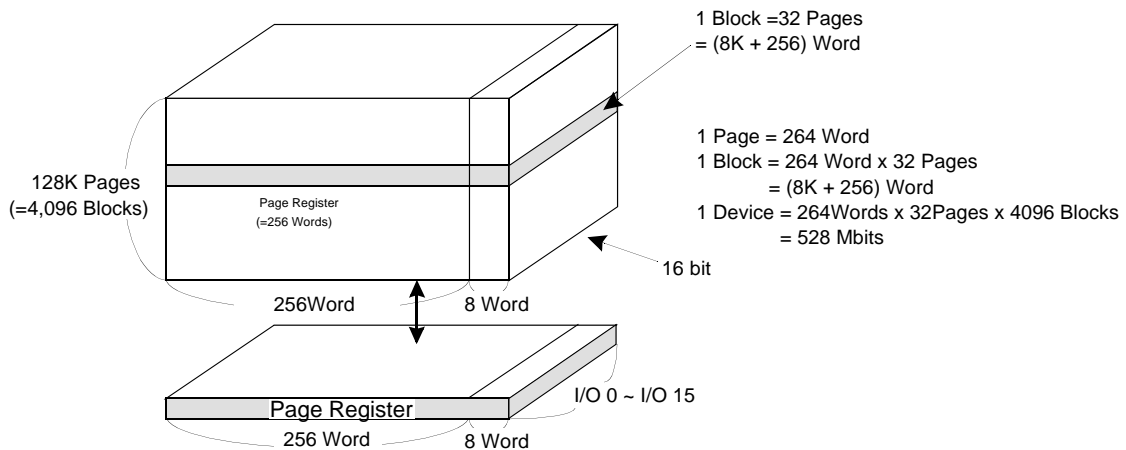 1 Block =32 Pages
= (8K + 256) Word
1 Page = 264 Word
1 Block = 264 Word x 32 Pages
= (8K + 256) Word
1 Device = 264Words x 32Pages x 4096 Blocks
= 528 Mbits
128K Pages
(=4,096 Blocks)
Page Register
(=256 Words)
16 bit
256Word
8 Word
I/O 0 ~ I/O 15
Page Register
256 Word
8 Word